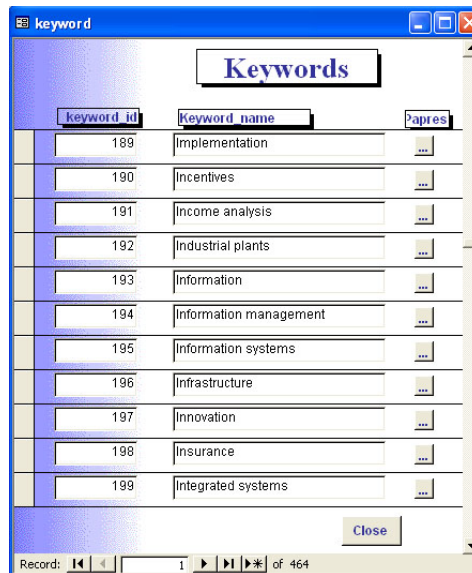 keyword
Keywords
keyword_id Keyword_name Papres
189 Implementation ...
190 Incentives ...
191 Income analysis ...
192 Industrial plants ...
193 Information ...
194 Information management ...
195 Information systems ...
196 Infrastructure ...
197 Innovation ...
198 Insurance ...
199 Integrated systems ...
Close
Record: 1 of 464